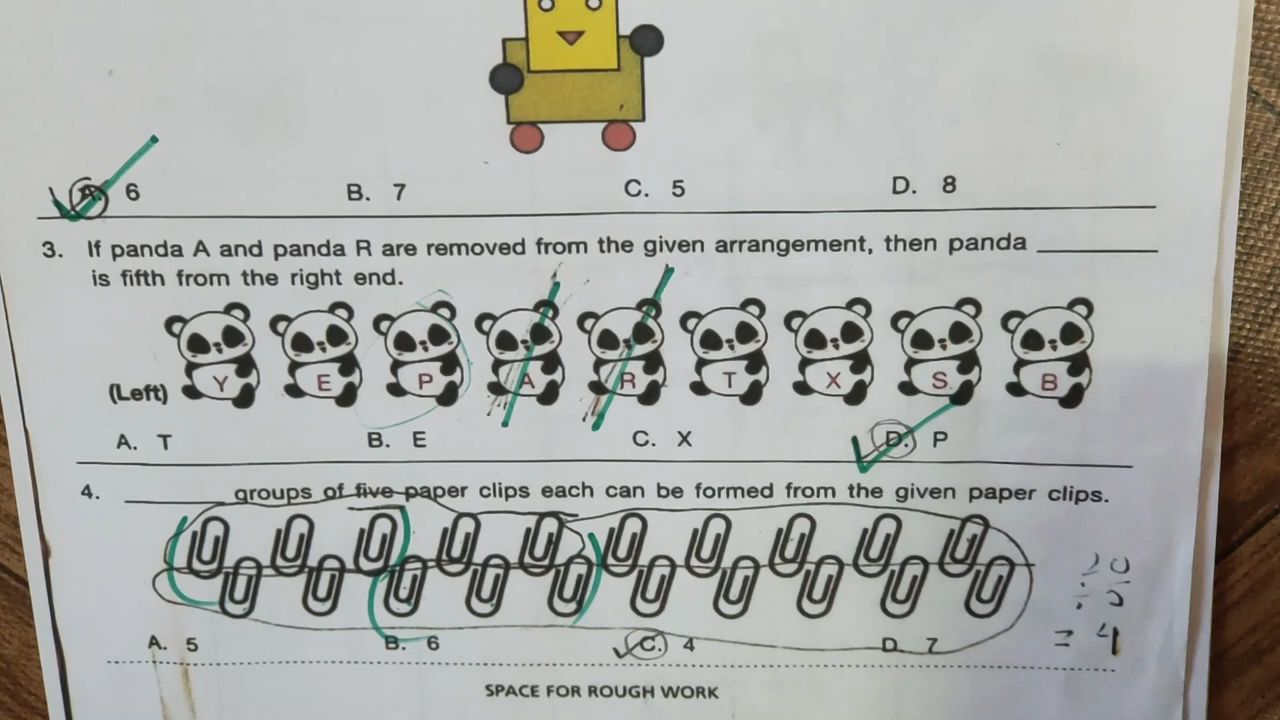 A. 6 B. 7 C. 5 D. 8
3. If panda A and panda R are removed from the given arrangement, then panda ________
is fifth from the right end.
(Left) Y E P A R T X S B
A. T B. E C. X D. P
4. ________ groups of five paper clips each can be formed from the given paper clips.
20
÷ 5
= 4
A. 5 B. 6 C. 4 D. 7
SPACE FOR ROUGH WORK